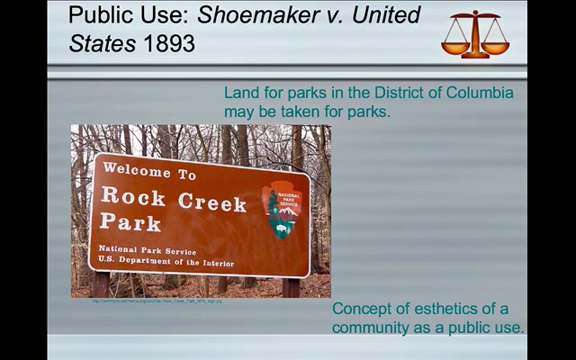 Public Use: Shoemaker v. United
States 1893
Land for parks in the District of Columbia
may be taken for parks.
Welcome To
Rock Creek
Park
National Park Service
U.S. Department of the Interior
NATIONAL
PARK
SERVICE
Concept of esthetics of a
community as a public use.